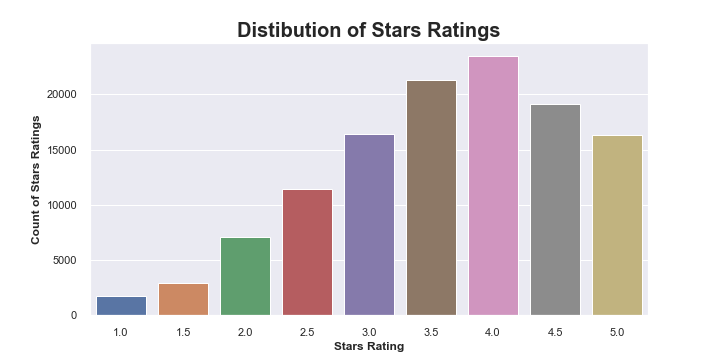 Distibution of Stars Ratings
Count of Stars Ratings
20000
15000
10000
5000
0
1.0 1.5 2.0 2.5 3.0 3.5 4.0 4.5 5.0
Stars Rating